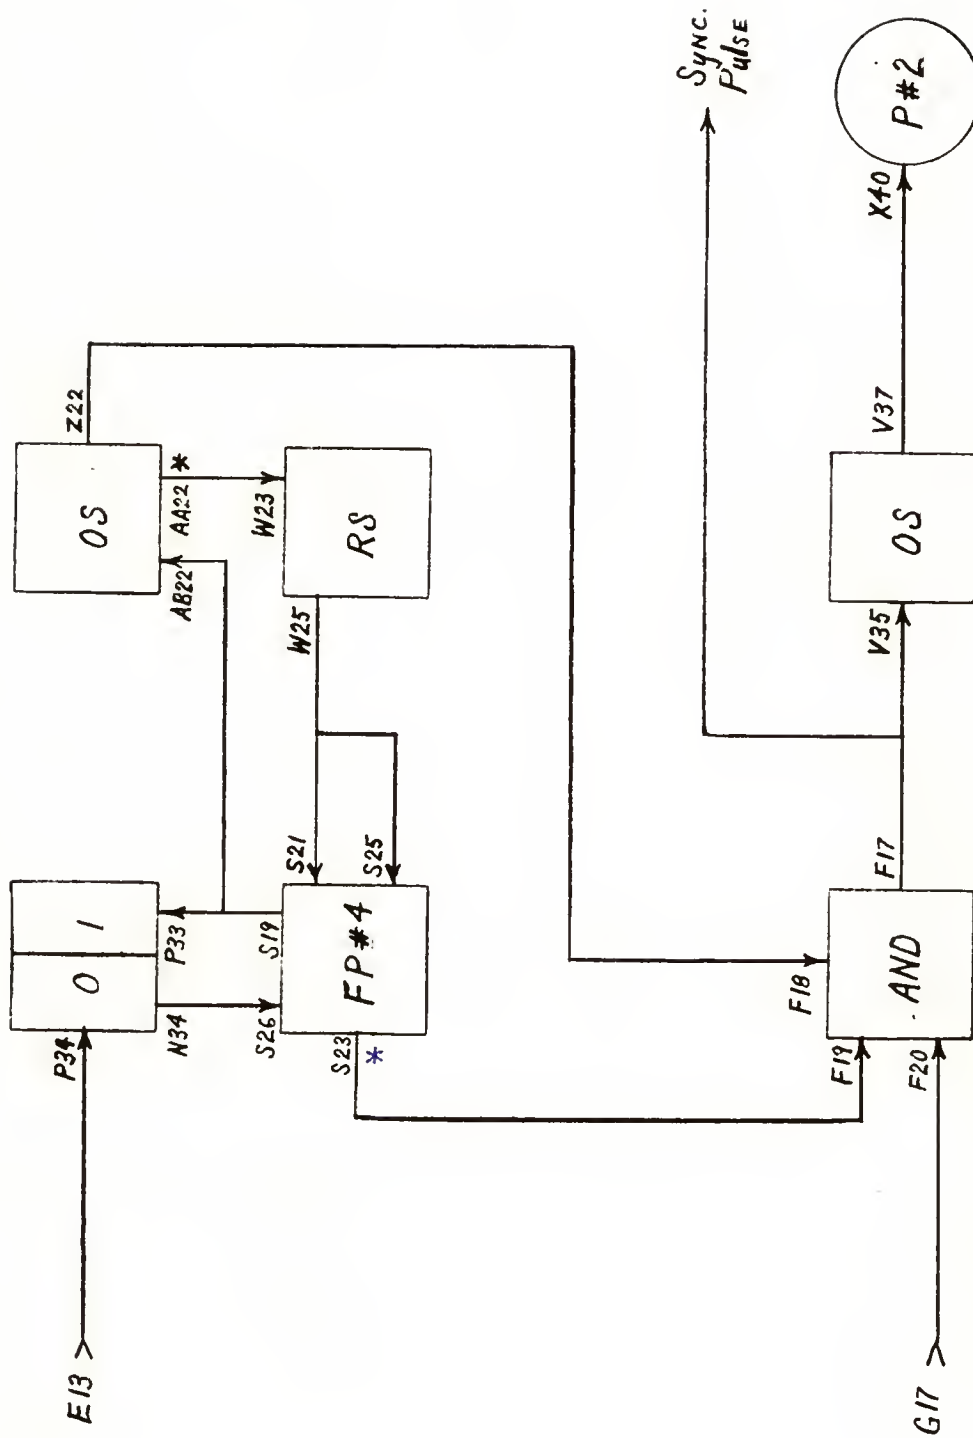 E13
P34
0
1
N34
P33
S26
S19
FP#4
S23
*
S21
S25
AB22
OS
Z22
AA22
*
W23
W25
RS
Sync.
Pulse
G17
F19
F20
F18
AND
F17
V35
OS
V37
X40
P#2